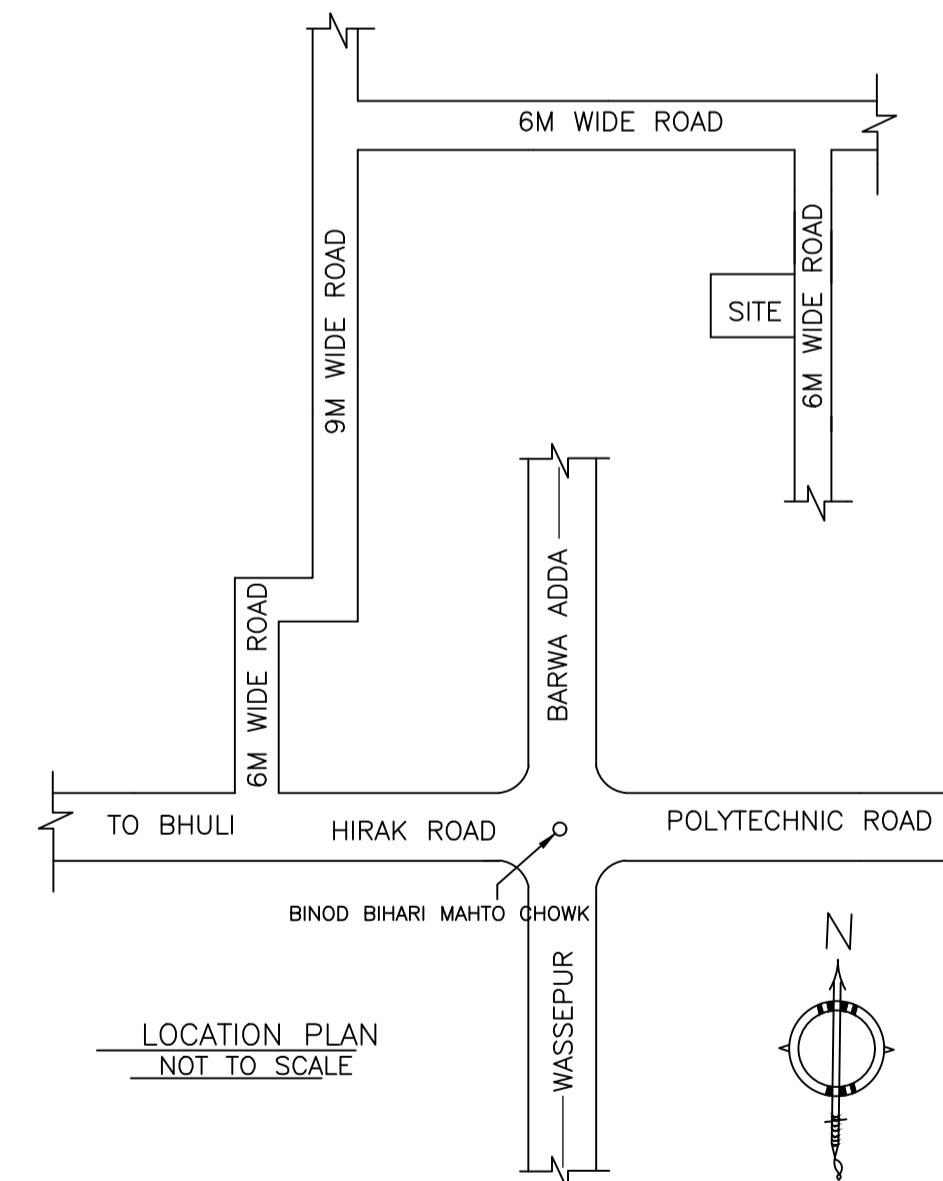 6M WIDE ROAD
9M WIDE ROAD
6M WIDE ROAD
SITE
BARWA ADDA
6M WIDE ROAD
TO BHULI
HIRAK ROAD
POLYTECHNIC ROAD
BINOD BIHARI MAHTO CHOWK
WASSEPUR
N
LOCATION PLAN
NOT TO SCALE